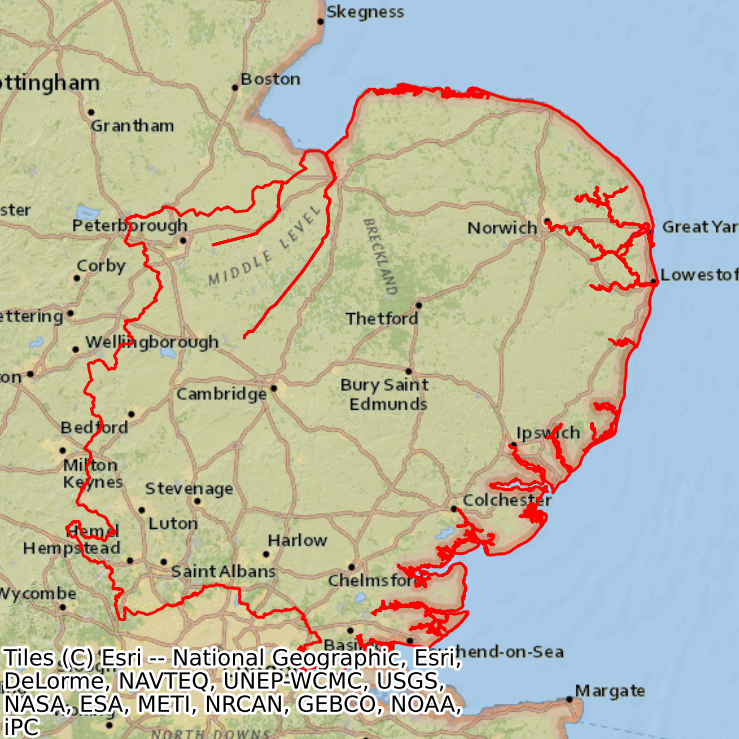 Skegness
ottingham
Boston
Grantham
ster
Peterborough
MIDDLE LEVEL
BRECKLAND
Norwich
Great Yar
Corby
Lowestof
ettering
Thetford
Wellingborough
on
Cambridge
Bury Saint
Edmunds
Bedford
Ipswich
Milton
Keynes
Stevenage
Colchester
Luton
Hemel
Hempstead
Harlow
Saint Albans
Chelmsford
Wycombe
Basi
uthend-on-Sea
Tiles (C) Esri -- National Geographic, Esri,
DeLorme, NAVTEQ, UNEP-WCMC, USGS,
NASA, ESA, METI, NRCAN, GEBCO, NOAA,
iPC
Margate
NORTH DOWNS